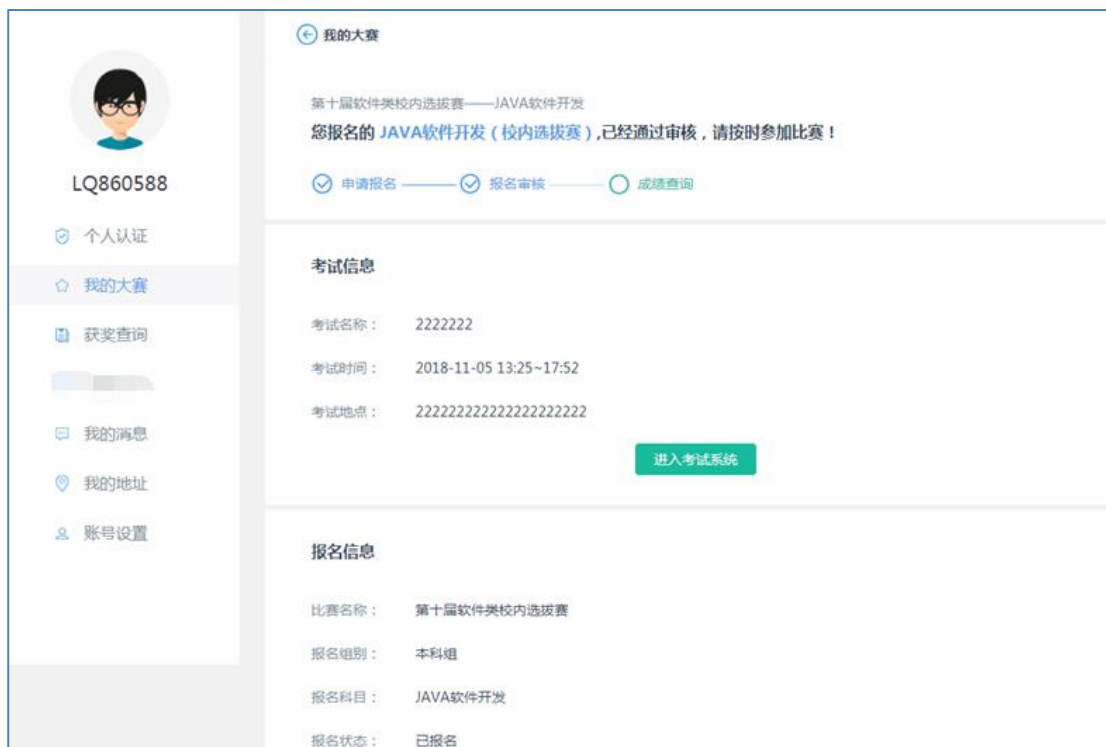 我的大赛
第十届软件类校内选拔赛——JAVA软件开发
您报名的 JAVA软件开发（校内选拔赛）,已经通过审核，请按时参加比赛！
申请报名 报名审核 成绩查询
LQ860588
个人认证
我的大赛
获奖查询
我的消息
我的地址
账号设置
考试信息
考试名称： 2222222
考试时间： 2018-11-05 13:25~17:52
考试地点： 2222222222222222222222
进入考试系统
报名信息
比赛名称： 第十届软件类校内选拔赛
报名组别： 本科组
报名科目： JAVA软件开发
报名状态： 已报名